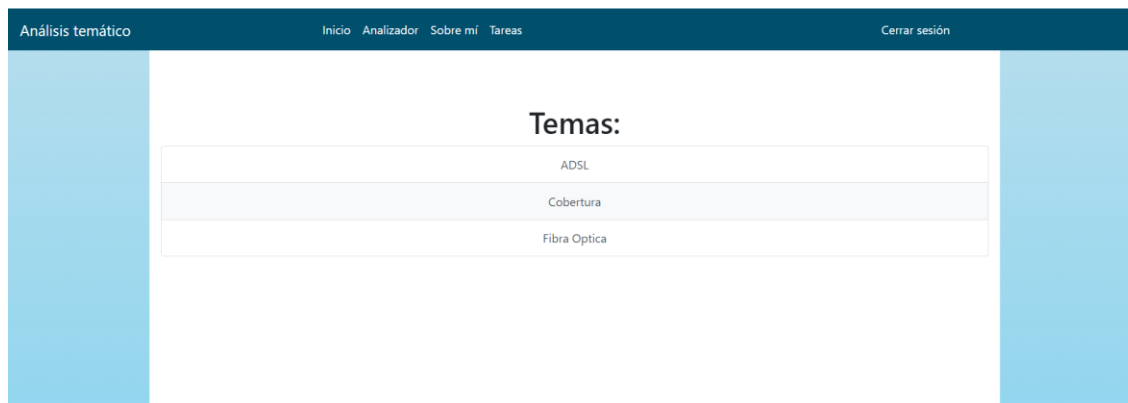 Análisis temático Inicio Analizador Sobre mí Tareas Cerrar sesión
Temas:
ADSL
Cobertura
Fibra Optica